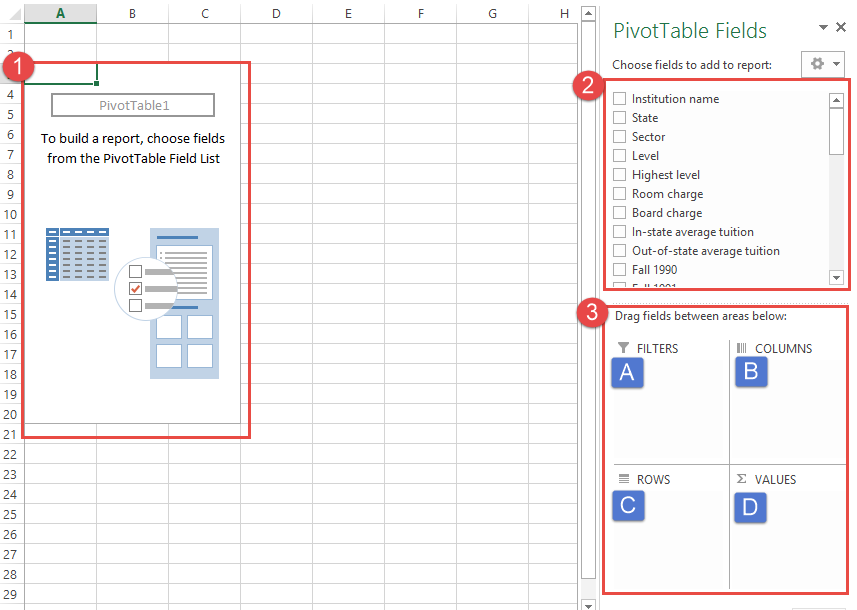 A B C D E F G H
PivotTable Fields
Choose fields to add to report:
1
2
3
4
5
6
7
8
9
10
11
12
13
14
15
16
17
18
19
20
21
22
23
24
25
26
27
28
29
1
PivotTable1
To build a report, choose fields
from the PivotTable Field List
2
Institution name
State
Sector
Level
Highest level
Room charge
Board charge
In-state average tuition
Out-of-state average tuition
Fall 1990
Fall 1991
3
Drag fields between areas below:
FILTERS
A
COLUMNS
B
ROWS
C
Σ VALUES
D